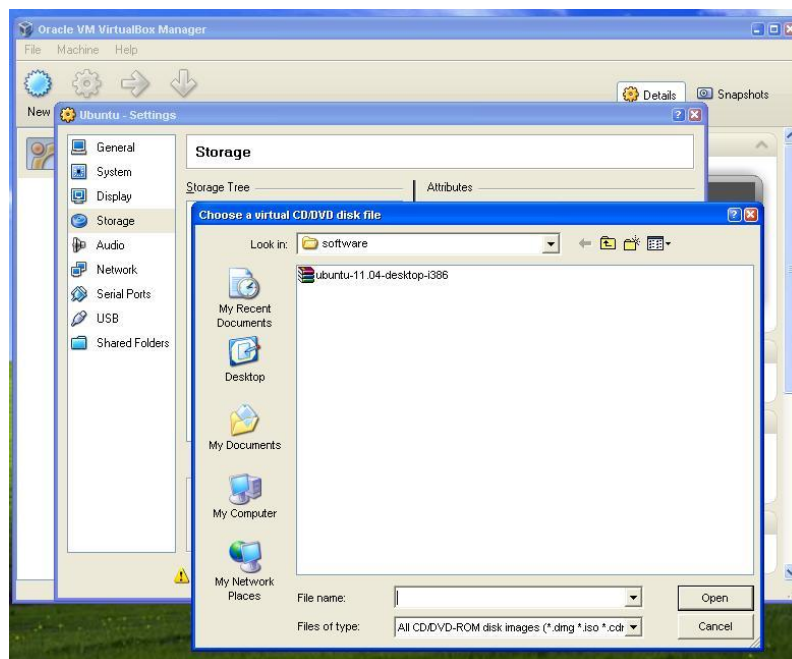 Oracle VM VirtualBox Manager
File Machine Help
New
Details
Snapshots
Ubuntu - Settings
General
System
Display
Storage
Audio
Network
Serial Ports
USB
Shared Folders
Storage
Storage Tree
Attributes
Choose a virtual CD/DVD disk file
Look in:
software
ubuntu-11.04-desktop-i386
My Recent
Documents
Desktop
My Documents
My Computer
My Network
Places
File name:
Open
Files of type:
All CD/DVD-ROM disk images (*.dmg *.iso *.cdr
Cancel